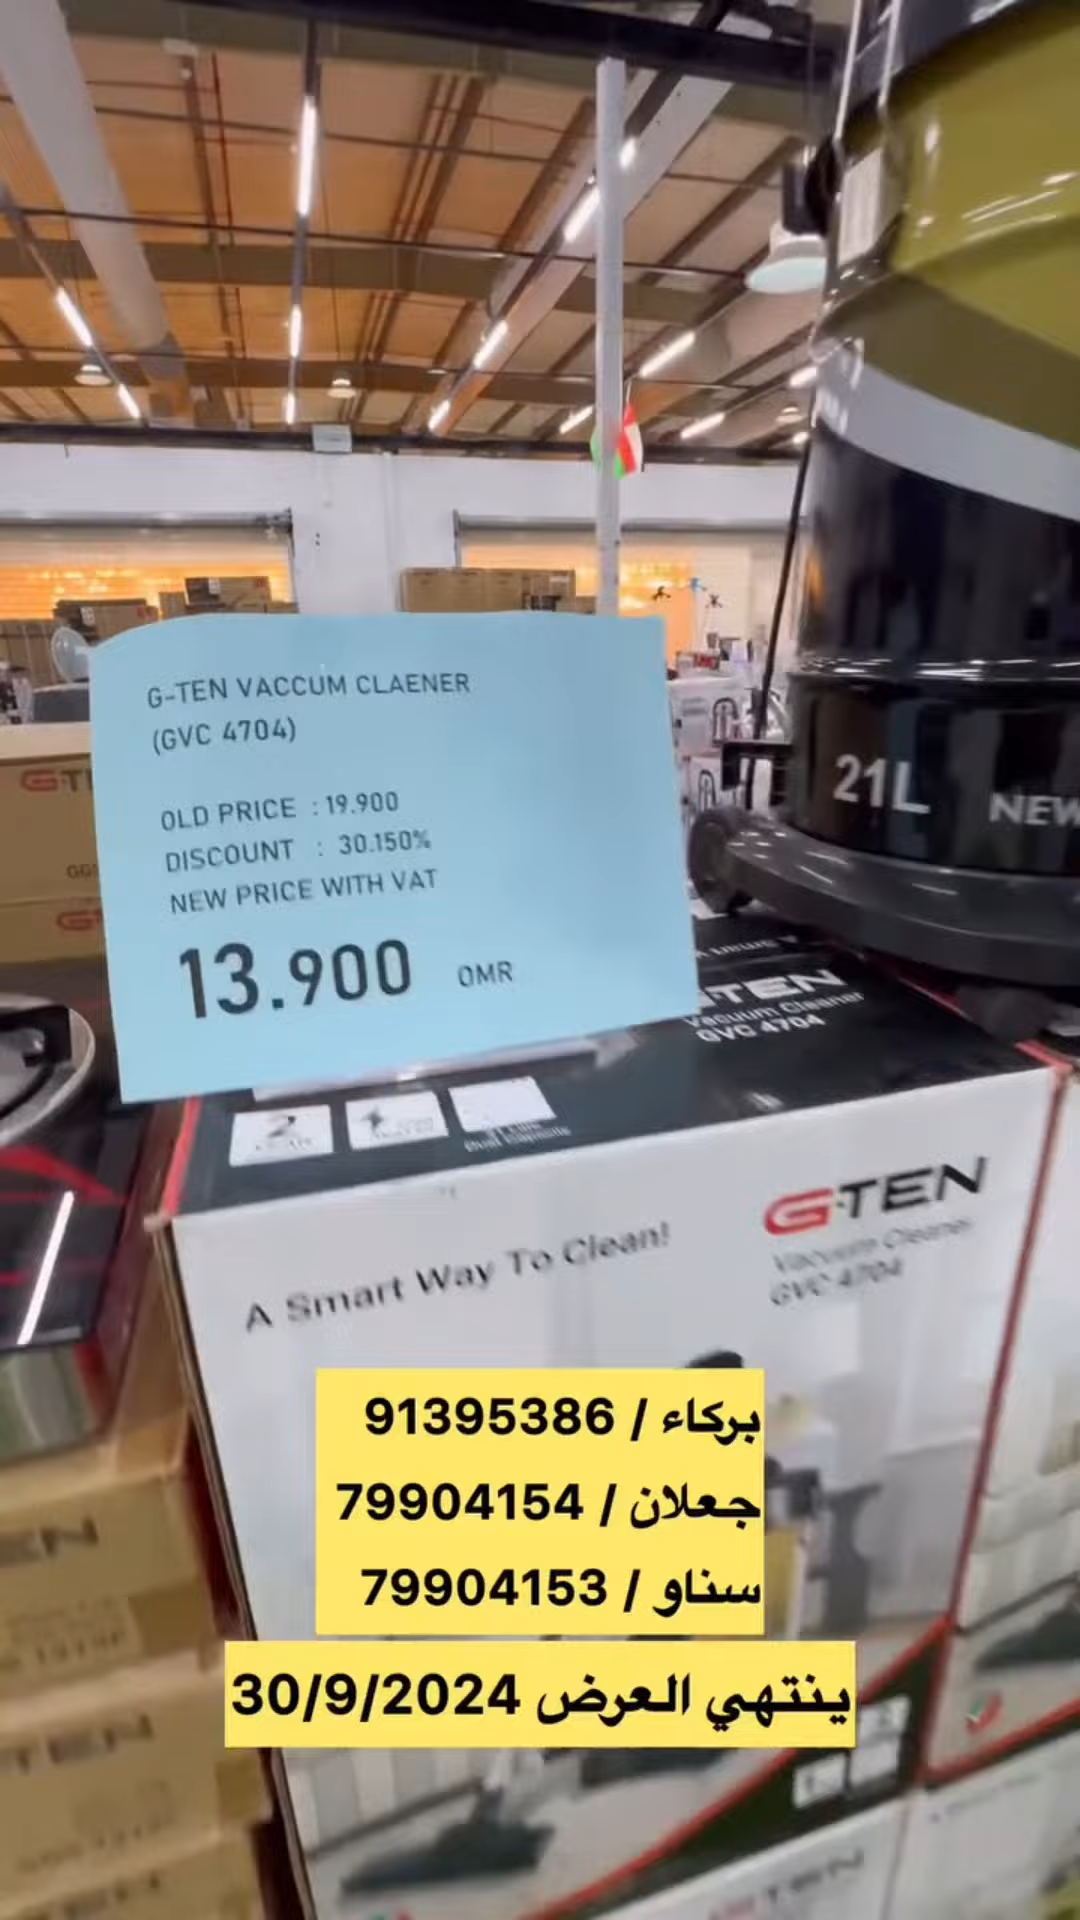 G-TEN VACCUM CLAENER
(GVC 4704)
OLD PRICE : 19.900
DISCOUNT : 30.150%
NEW PRICE WITH VAT
13.900 OMR
21L NEW
G-TEN
Vacuum Cleaner
GVC 4704
A Smart Way To Clean!
G-TEN
Vacuum Cleaner
GVC 4704
بركاء / 91395386
جعلان / 79904154
سناو / 79904153
ينتهي العرض 30/9/2024